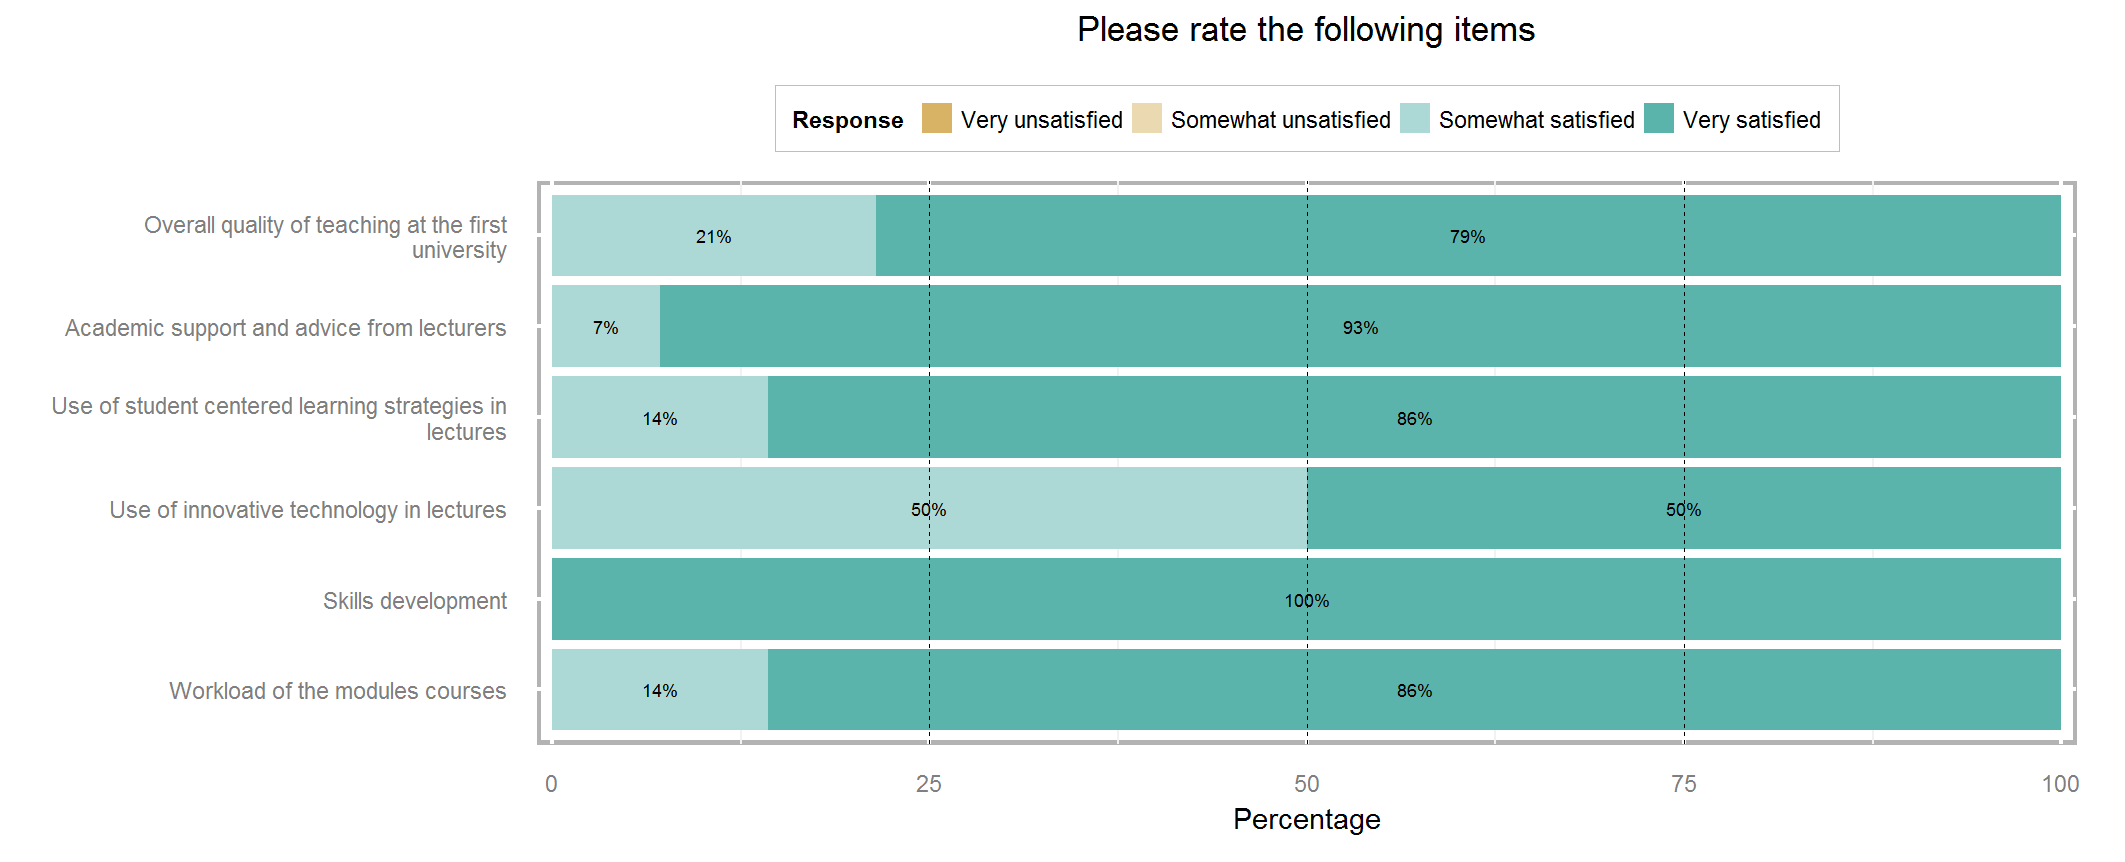 Please rate the following items
Response Very unsatisfied Somewhat unsatisfied Somewhat satisfied Very satisfied
Overall quality of teaching at the first
university
21% 79%
Academic support and advice from lecturers
7% 93%
Use of student centered learning strategies in
lectures
14% 86%
Use of innovative technology in lectures
50% 50%
Skills development
100%
Workload of the modules courses
14% 86%
0 25 50 75 100
Percentage